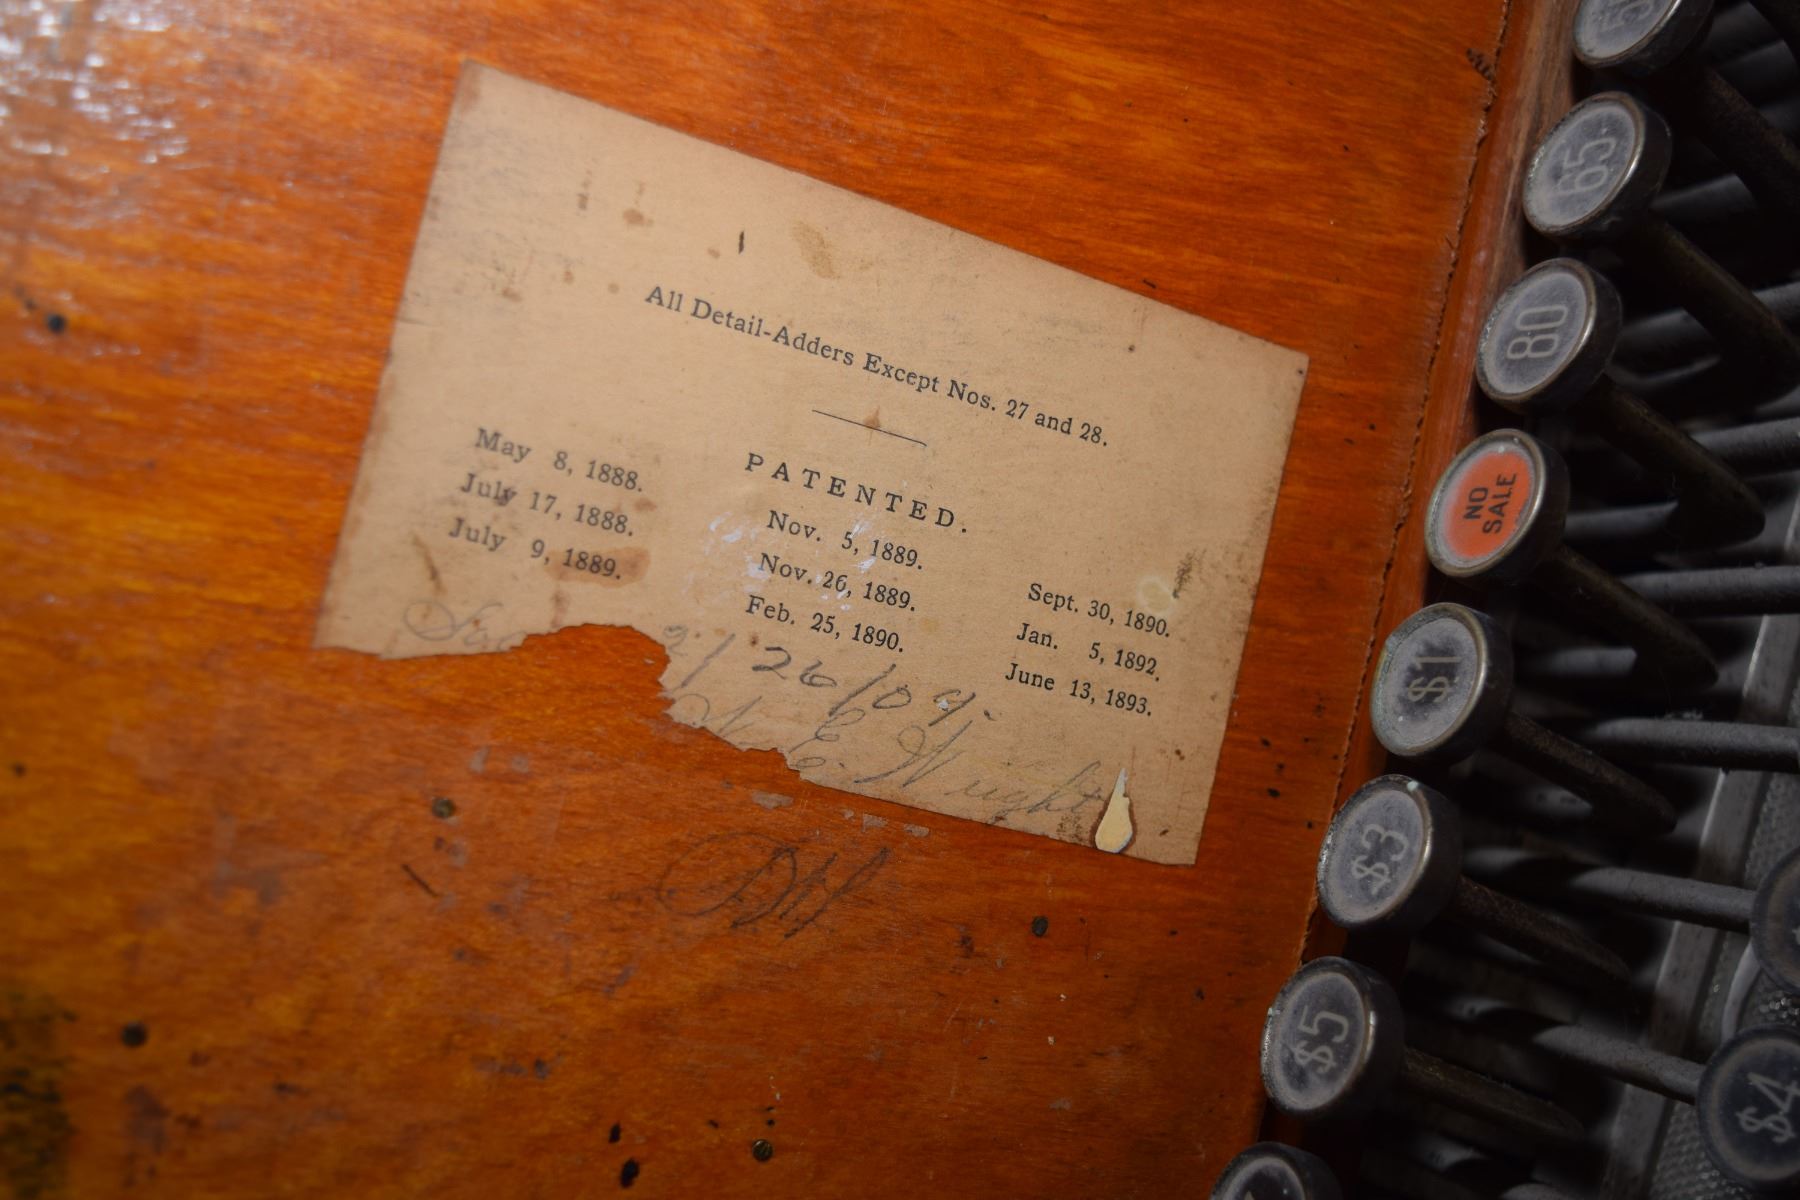 All Detail-Adders Except Nos. 27 and 28.
PATENTED.
May 8, 1888.
July 17, 1888.
July 9, 1889.
Nov. 5, 1889.
Nov. 26, 1889.
Feb. 25, 1890.
Sept. 30, 1890.
Jan. 5, 1892.
June 13, 1893.
2/26/09.
Wright
65
80
NO
SALE
$1
$3
$5
$4